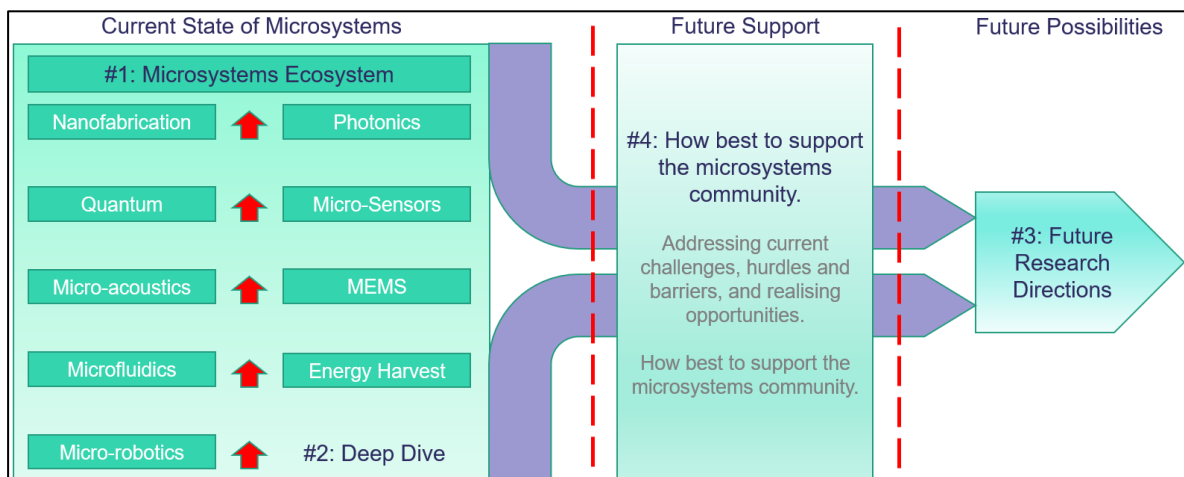 Current State of Microsystems
Future Support
Future Possibilities
#1: Microsystems Ecosystem
Nanofabrication
Photonics
Quantum
Micro-Sensors
Micro-acoustics
MEMS
Microfluidics
Energy Harvest
Micro-robotics
#2: Deep Dive
#4: How best to support
the microsystems
community.
Addressing current
challenges, hurdles and
barriers, and realising
opportunities.
How best to support the
microsystems community.
#3: Future
Research
Directions